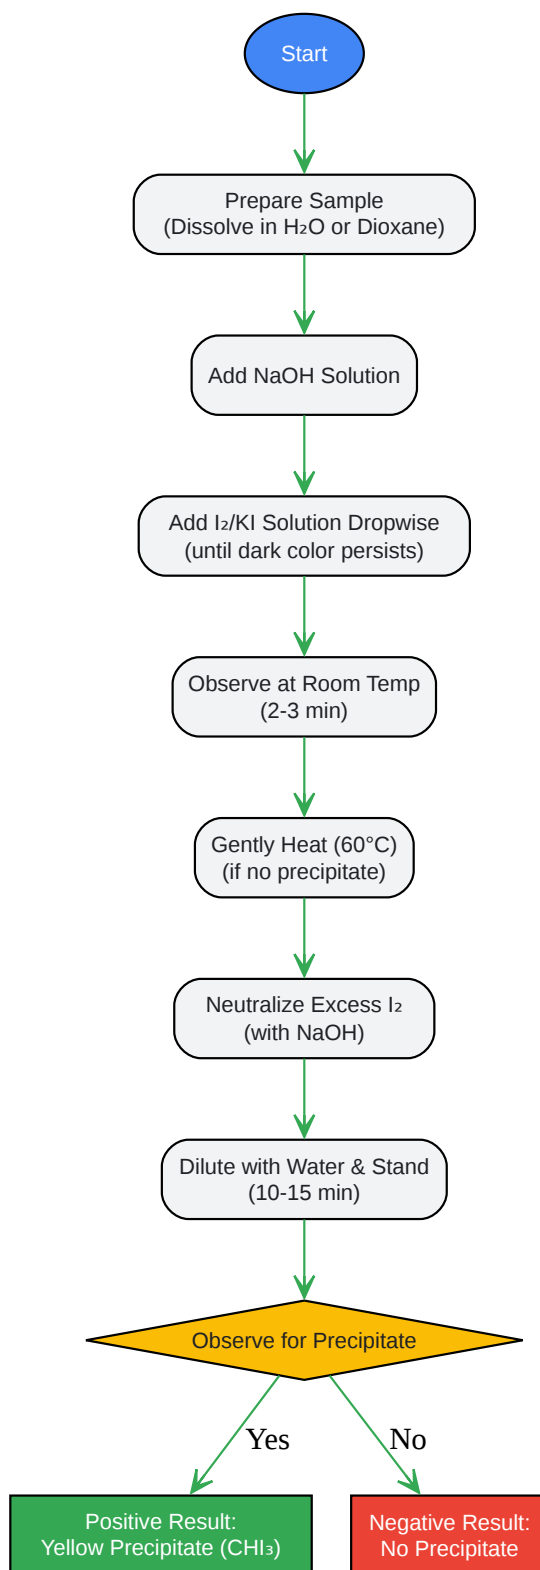 Start
Prepare Sample
(Dissolve in H₂O or Dioxane)
Add NaOH Solution
Add I₂/KI Solution Dropwise
(until dark color persists)
Observe at Room Temp
(2-3 min)
Gently Heat (60°C)
(if no precipitate)
Neutralize Excess I₂
(with NaOH)
Dilute with Water & Stand
(10-15 min)
Observe for Precipitate
Yes
No
Positive Result:
Yellow Precipitate (CHI₃)
Negative Result:
No Precipitate